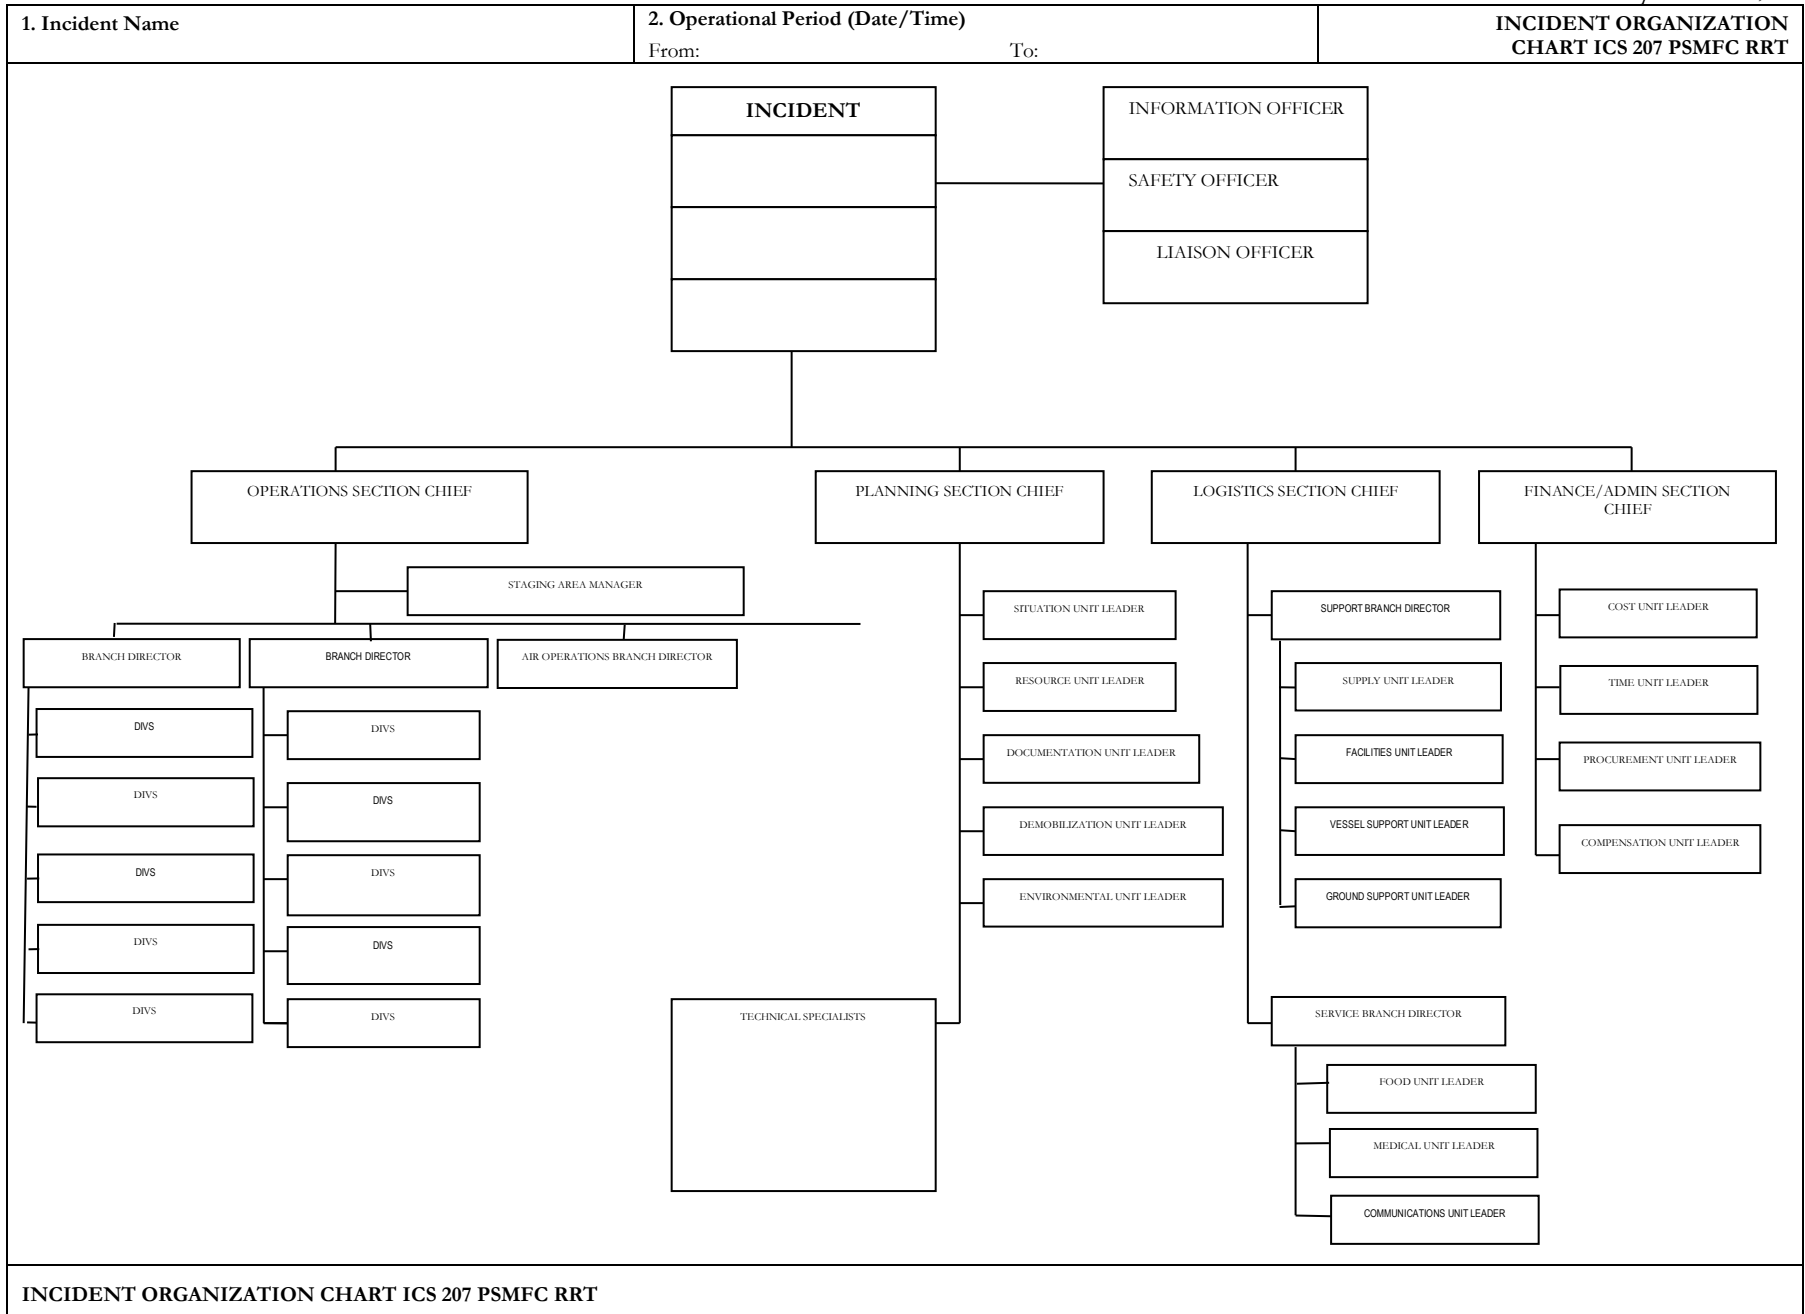 1. Incident Name
2. Operational Period (Date/Time)
From: To:
INCIDENT ORGANIZATION
CHART ICS 207 PSMFC RRT
INCIDENT
INFORMATION OFFICER
SAFETY OFFICER
LIAISON OFFICER
OPERATIONS SECTION CHIEF
PLANNING SECTION CHIEF
LOGISTICS SECTION CHIEF
FINANCE/ADMIN SECTION
CHIEF
STAGING AREA MANAGER
BRANCH DIRECTOR
BRANCH DIRECTOR
AIR OPERATIONS BRANCH DIRECTOR
DIVS
DIVS
DIVS
DIVS
DIVS
DIVS
DIVS
DIVS
DIVS
DIVS
SITUATION UNIT LEADER
RESOURCE UNIT LEADER
DOCUMENTATION UNIT LEADER
DEMOBILIZATION UNIT LEADER
ENVIRONMENTAL UNIT LEADER
TECHNICAL SPECIALISTS
SUPPORT BRANCH DIRECTOR
SUPPLY UNIT LEADER
FACILITIES UNIT LEADER
VESSEL SUPPORT UNIT LEADER
GROUND SUPPORT UNIT LEADER
SERVICE BRANCH DIRECTOR
FOOD UNIT LEADER
MEDICAL UNIT LEADER
COMMUNICATIONS UNIT LEADER
COST UNIT LEADER
TIME UNIT LEADER
PROCUREMENT UNIT LEADER
COMPENSATION UNIT LEADER
INCIDENT ORGANIZATION CHART ICS 207 PSMFC RRT